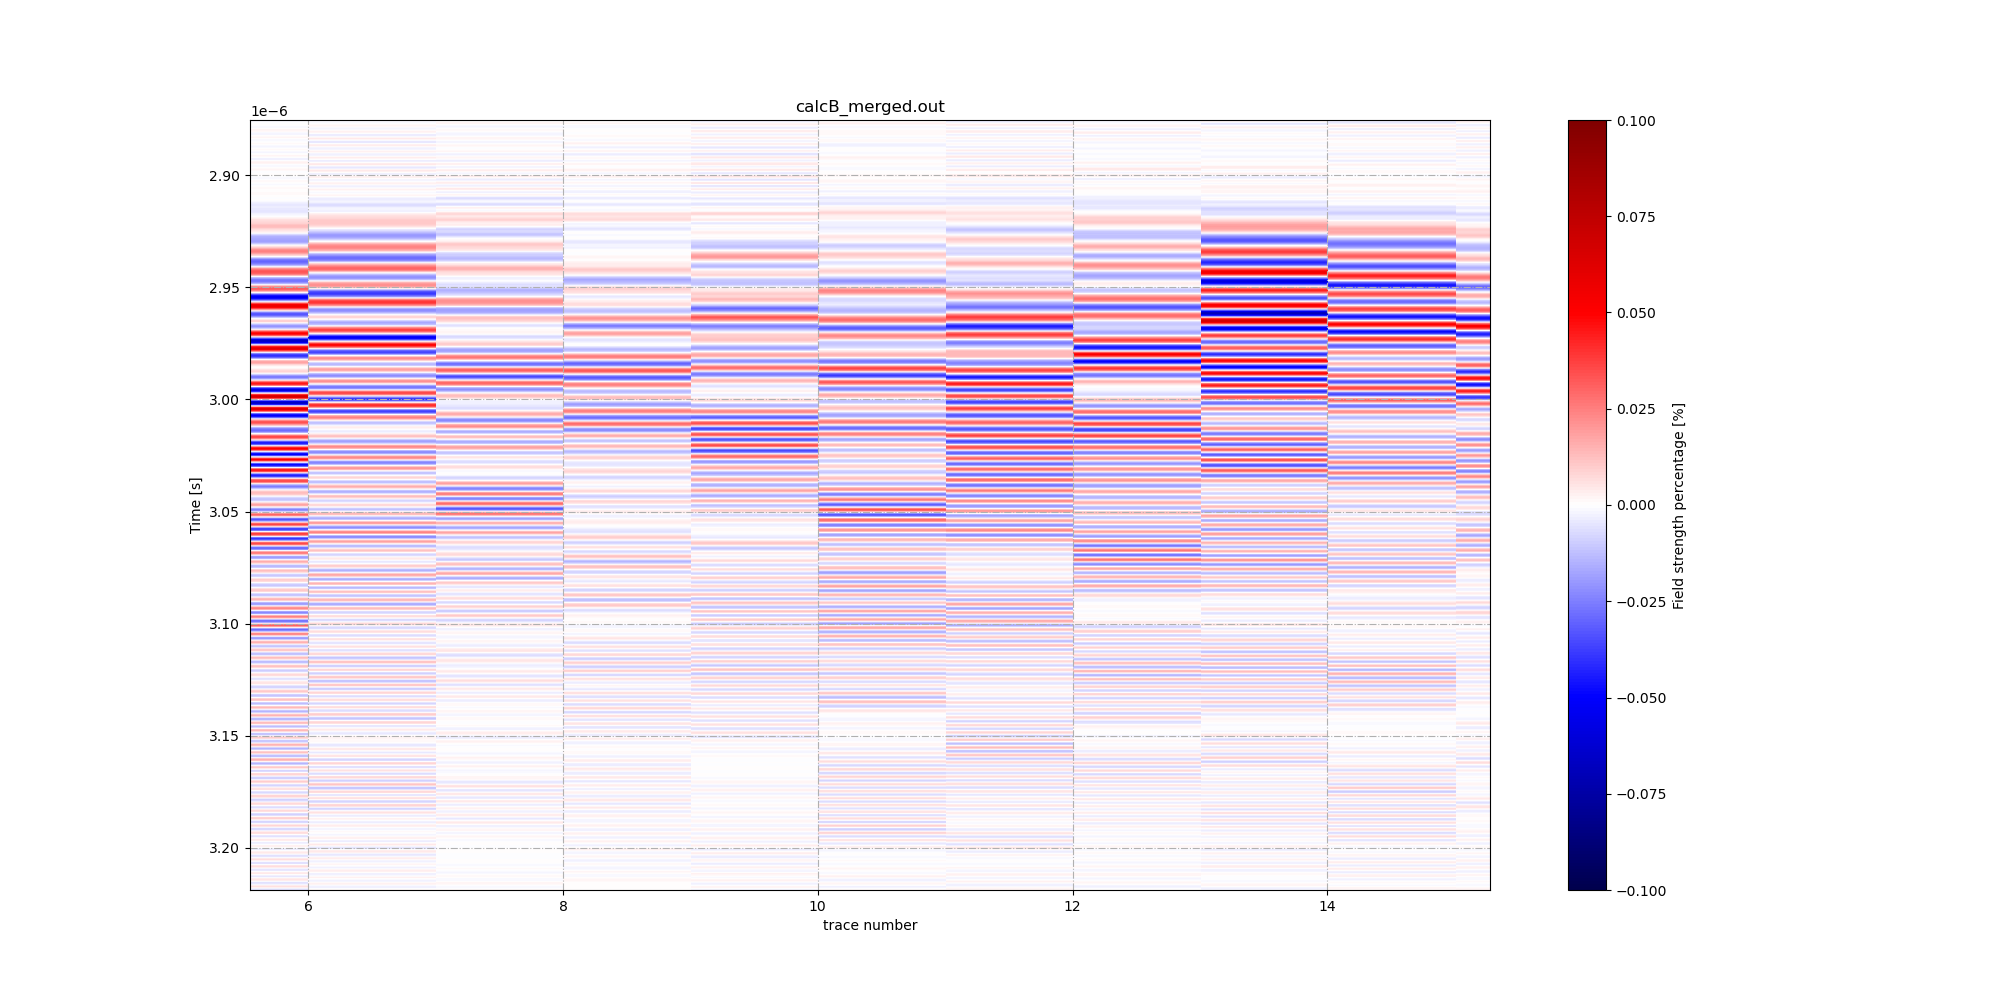 calcB_merged.out
1e−6
2.90
2.95
3.00
3.05
3.10
3.15
3.20
Time [s]
6 8 10 12 14
trace number
0.100
0.075
0.050
0.025
0.000
−0.025
−0.050
−0.075
−0.100
Field strength percentage [%]